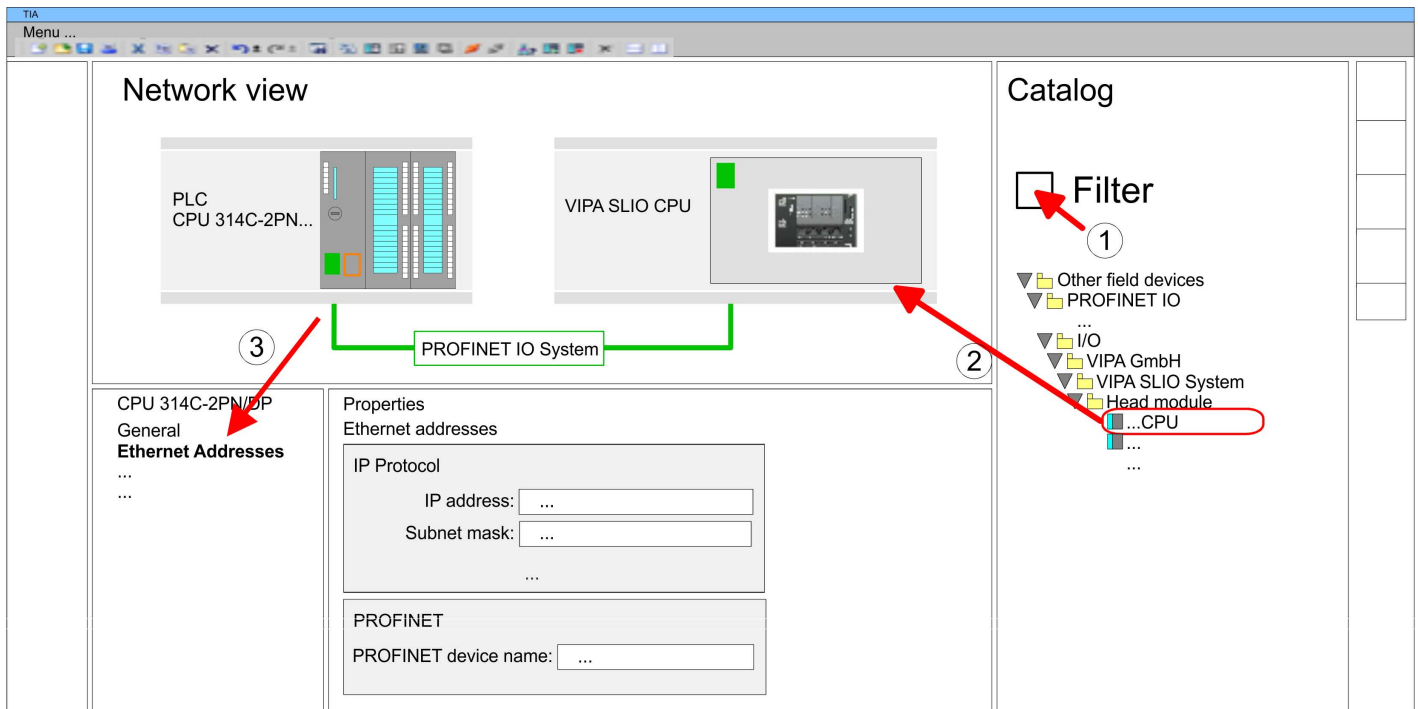 TIA
Menu ...
Network view
PLC
CPU 314C-2PN...
VIPA SLIO CPU
PROFINET IO System
3
2
Catalog
Filter
1
Other field devices
PROFINET IO
...
I/O
VIPA GmbH
VIPA SLIO System
Head module
...CPU
...
...
CPU 314C-2PN/DP
General
Ethernet Addresses
...
...
Properties
Ethernet addresses
IP Protocol
IP address: ...
Subnet mask: ...
...
PROFINET
PROFINET device name: ...